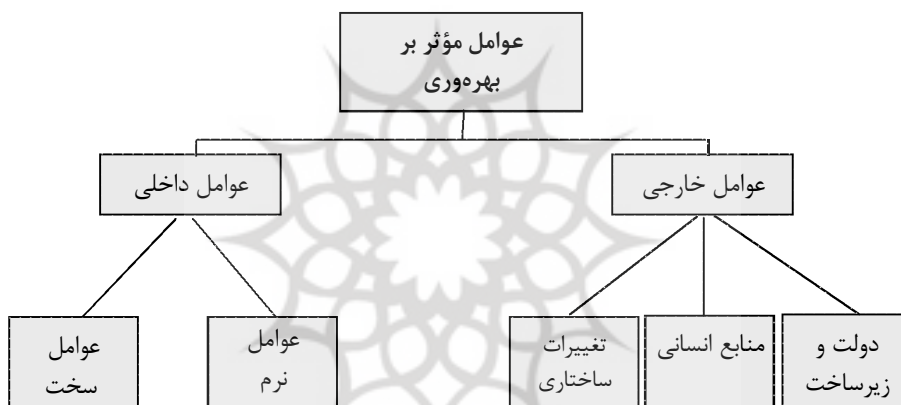 عوامل مؤثر بر
بهره‌وری
عوامل خارجی
عوامل داخلی
دولت و
زیرساخت
منابع انسانی
تغییرات
ساختاری
عوامل
نرم
عوامل
سخت